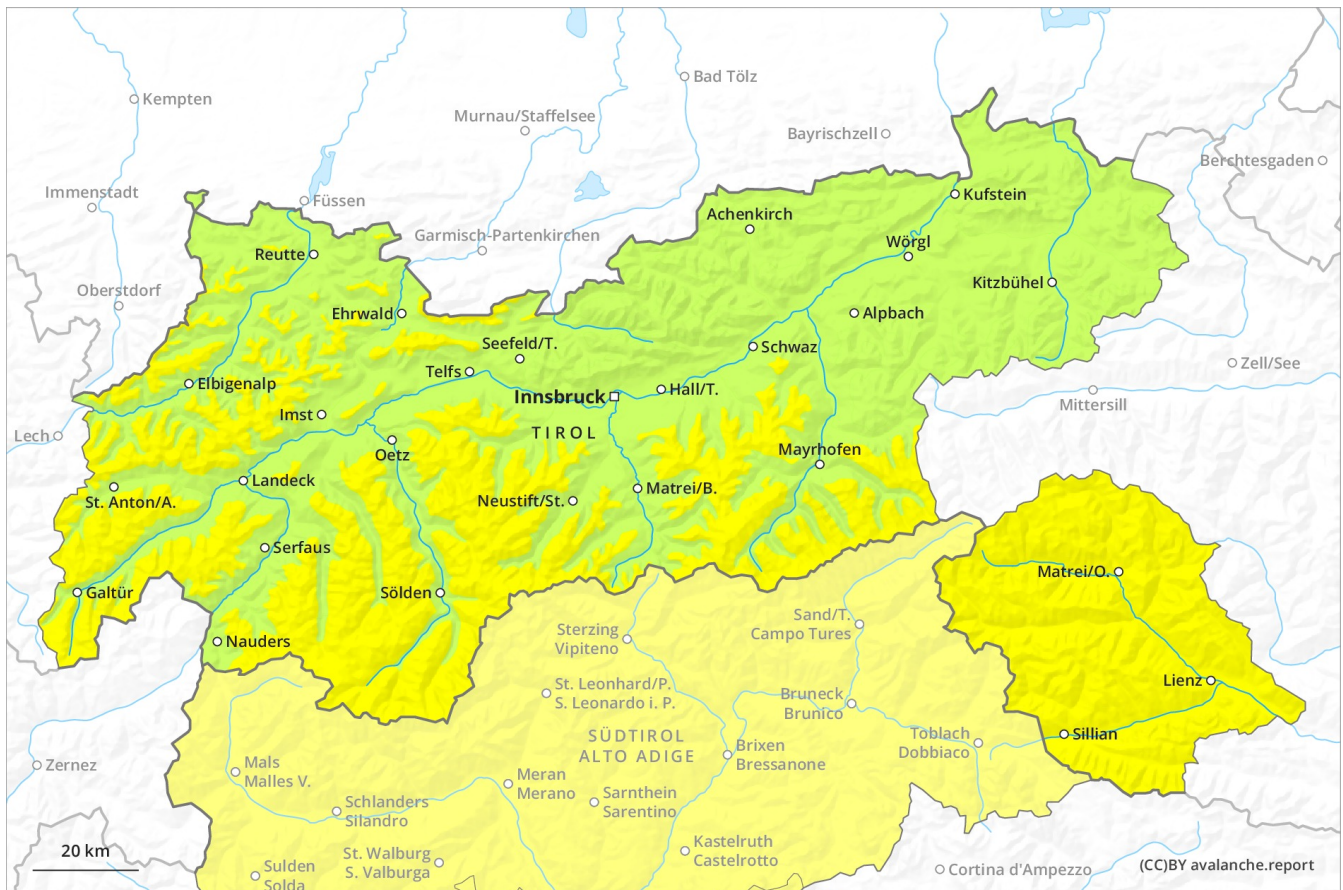 Bad Tölz
Kempten
Murnau/Staffelsee
Bayrischzell
Berchtesgaden
Immenstadt
Füssen
Kufstein
Achenkirch
Garmisch-Partenkirchen
Wörgl
Reutte
Kitzbühel
Oberstdorf
Ehrwald
Alpbach
Seefeld/T.
Schwaz
Zell/See
Telfs
Elbigenalp
Hall/T.
Innsbruck
Mittersill
Imst
TIROL
Lech
Oetz
Mayrhofen
Landeck
Matrei/B.
St. Anton/A.
Neustift/St.
Serfaus
Matrei/O.
Galtür
Sölden
Sand/T.
Campo Tures
Sterzing
Vipiteno
Nauders
Lienz
St. Leonhard/P.
S. Leonardo i. P.
Bruneck
Brunico
SÜDTIROL
ALTO ADIGE
Toblach
Dobbiaco
Sillian
Brixen
Bressanone
Zernez
Mals
Malles V.
Meran
Merano
Sarnthein
Sarentino
Schlanders
Silandro
20 km
St. Walburg
S. Valburga
Kastelruth
Castelrotto
Sulden
Solda
Cortina d'Ampezzo
(CC)BY avalanche.report